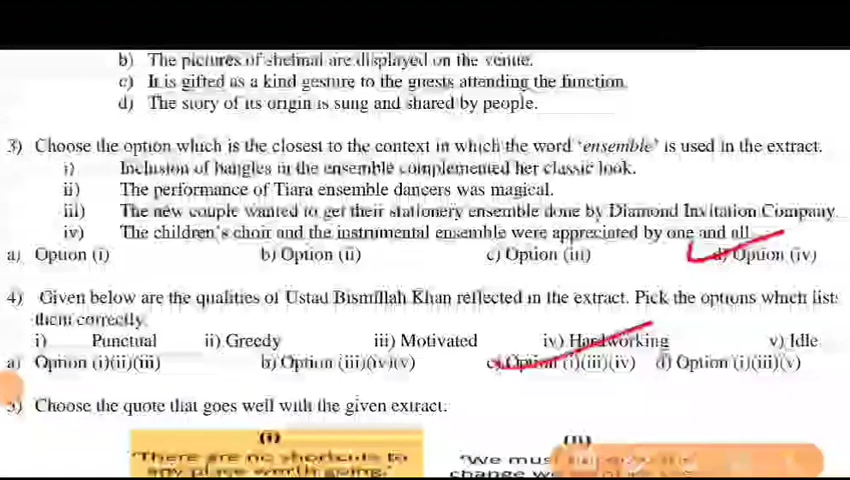 b) The pictures of shehnai are displayed on the venue.
c) It is gifted as a kind gesture to the guests attending the function.
d) The story of its origin is sung and shared by people.
3) Choose the option which is the closest to the context in which the word ‘ensemble’ is used in the extract.
i) Inclusion of bangles in the ensemble complemented her classic look.
ii) The performance of Tiara ensemble dancers was magical.
iii) The new couple wanted to get their stationery ensemble done by Diamond Invitation Company
iv) The children’s choir and the instrumental ensemble were appreciated by one and all
a) Option (i) b) Option (ii) c) Option (iii) d) Option (iv)
4) Given below are the qualities of Ustad Bismillah Khan reflected in the extract. Pick the options which lists
them correctly.
i) Punctual ii) Greedy iii) Motivated iv) Hardworking v) Idle
a) Option (i)(ii)(iii) b) Option (iii)(iv)(v) c) Option (i)(iii)(iv) d) Option (i)(iii)(v)
5) Choose the quote that goes well with the given extract:
(i) (ii)
"There are no shortcuts to
any place worth going."
"We must
change